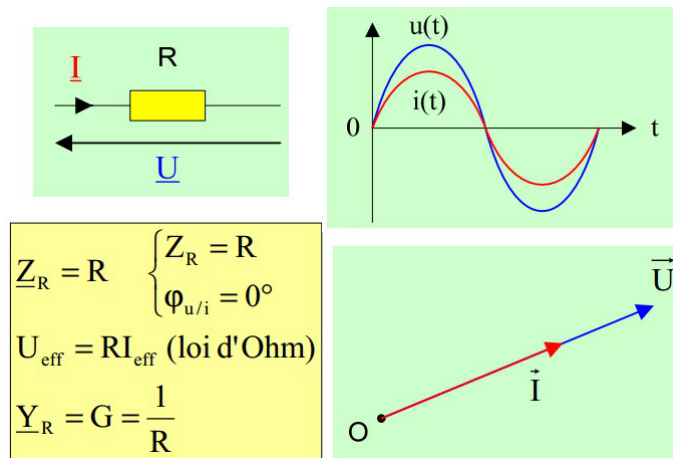 I
R
U
u(t)
i(t)
0
t
Z_R = R { Z_R = R
φ_u/i = 0°
U_eff = RI_eff (loi d'Ohm)
Y_R = G = 1/R
U
I
O